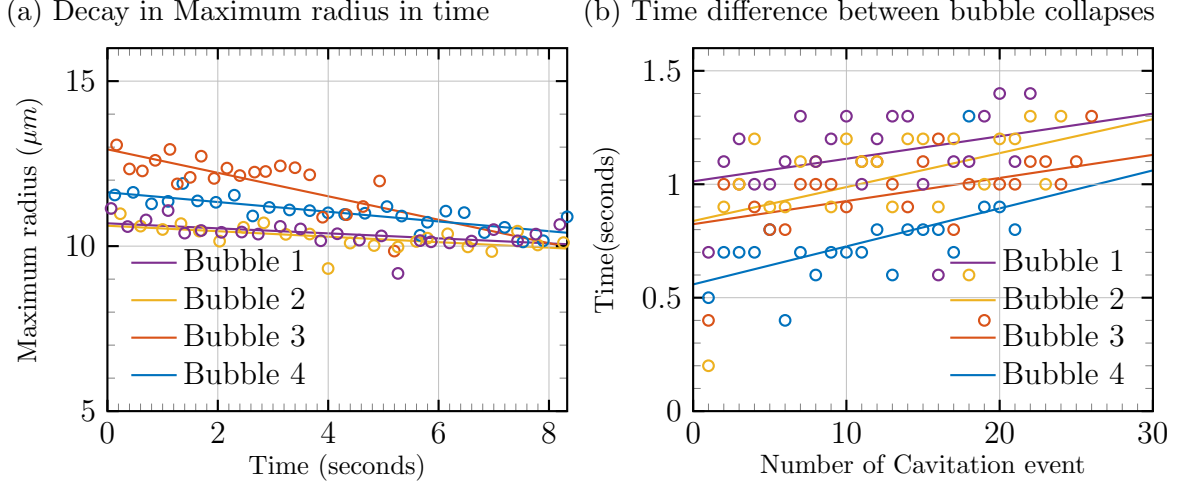 (a) Decay in Maximum radius in time
15
10
5
Maximum radius (μm)
Bubble 1
Bubble 2
Bubble 3
Bubble 4
0 2 4 6 8
Time (seconds)
(b) Time difference between bubble collapses
1.5
1
0.5
0
Time(seconds)
Bubble 1
Bubble 2
Bubble 3
Bubble 4
0 10 20 30
Number of Cavitation event